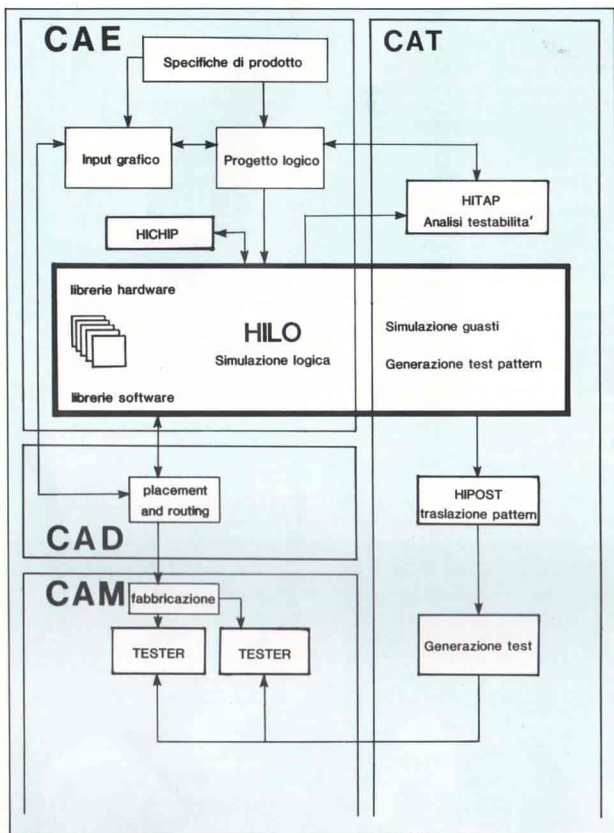 CAE
CAT
Specifiche di prodotto
Input grafico
Progetto logico
HITAP
Analisi testabilita'
HICHIP
librerie hardware
HILO
Simulazione logica
librerie software
Simulazione guasti
Generazione test pattern
placement
and routing
CAD
HIPOST
traslazione pattern
CAM
fabbricazione
TESTER
TESTER
Generazione test